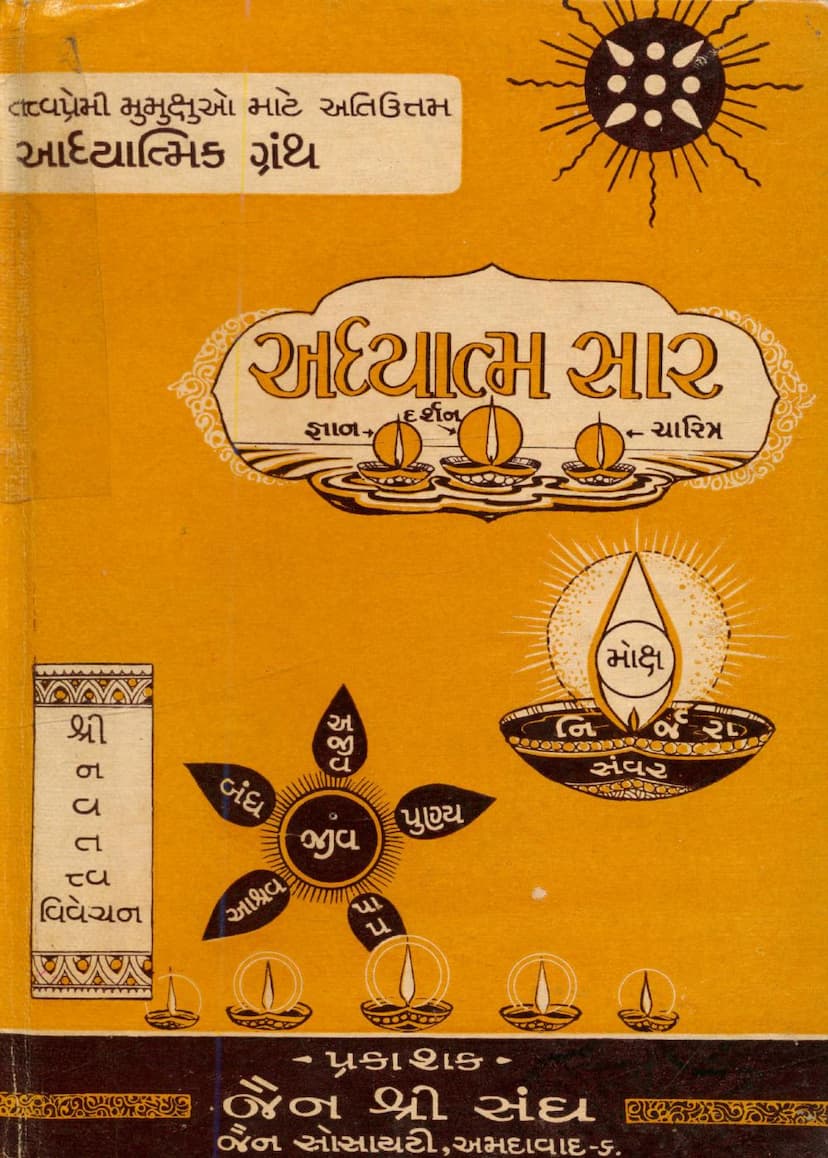 તત્ત્વપ્રેમી મુમુક્ષુઓ માટે અતિઉત્તમ
આધ્યાત્મિક ગ્રંથ
અધ્યાત્મ સાર
જ્ઞાન
દર્શન
ચારિત્ર
મોક્ષ
નિર્જરા
સંવર
શ્રી
ન
વ
ત
ત્ત્વ
વિવેચન
અ
જી
વ
બંધ
પુણ્ય
જીવ
આશ્રવ
પા
પ
- પ્રકાશક -
જૈન શ્રી સંઘ
જૈન સોસાયટી, અમદાવાદ-૬.